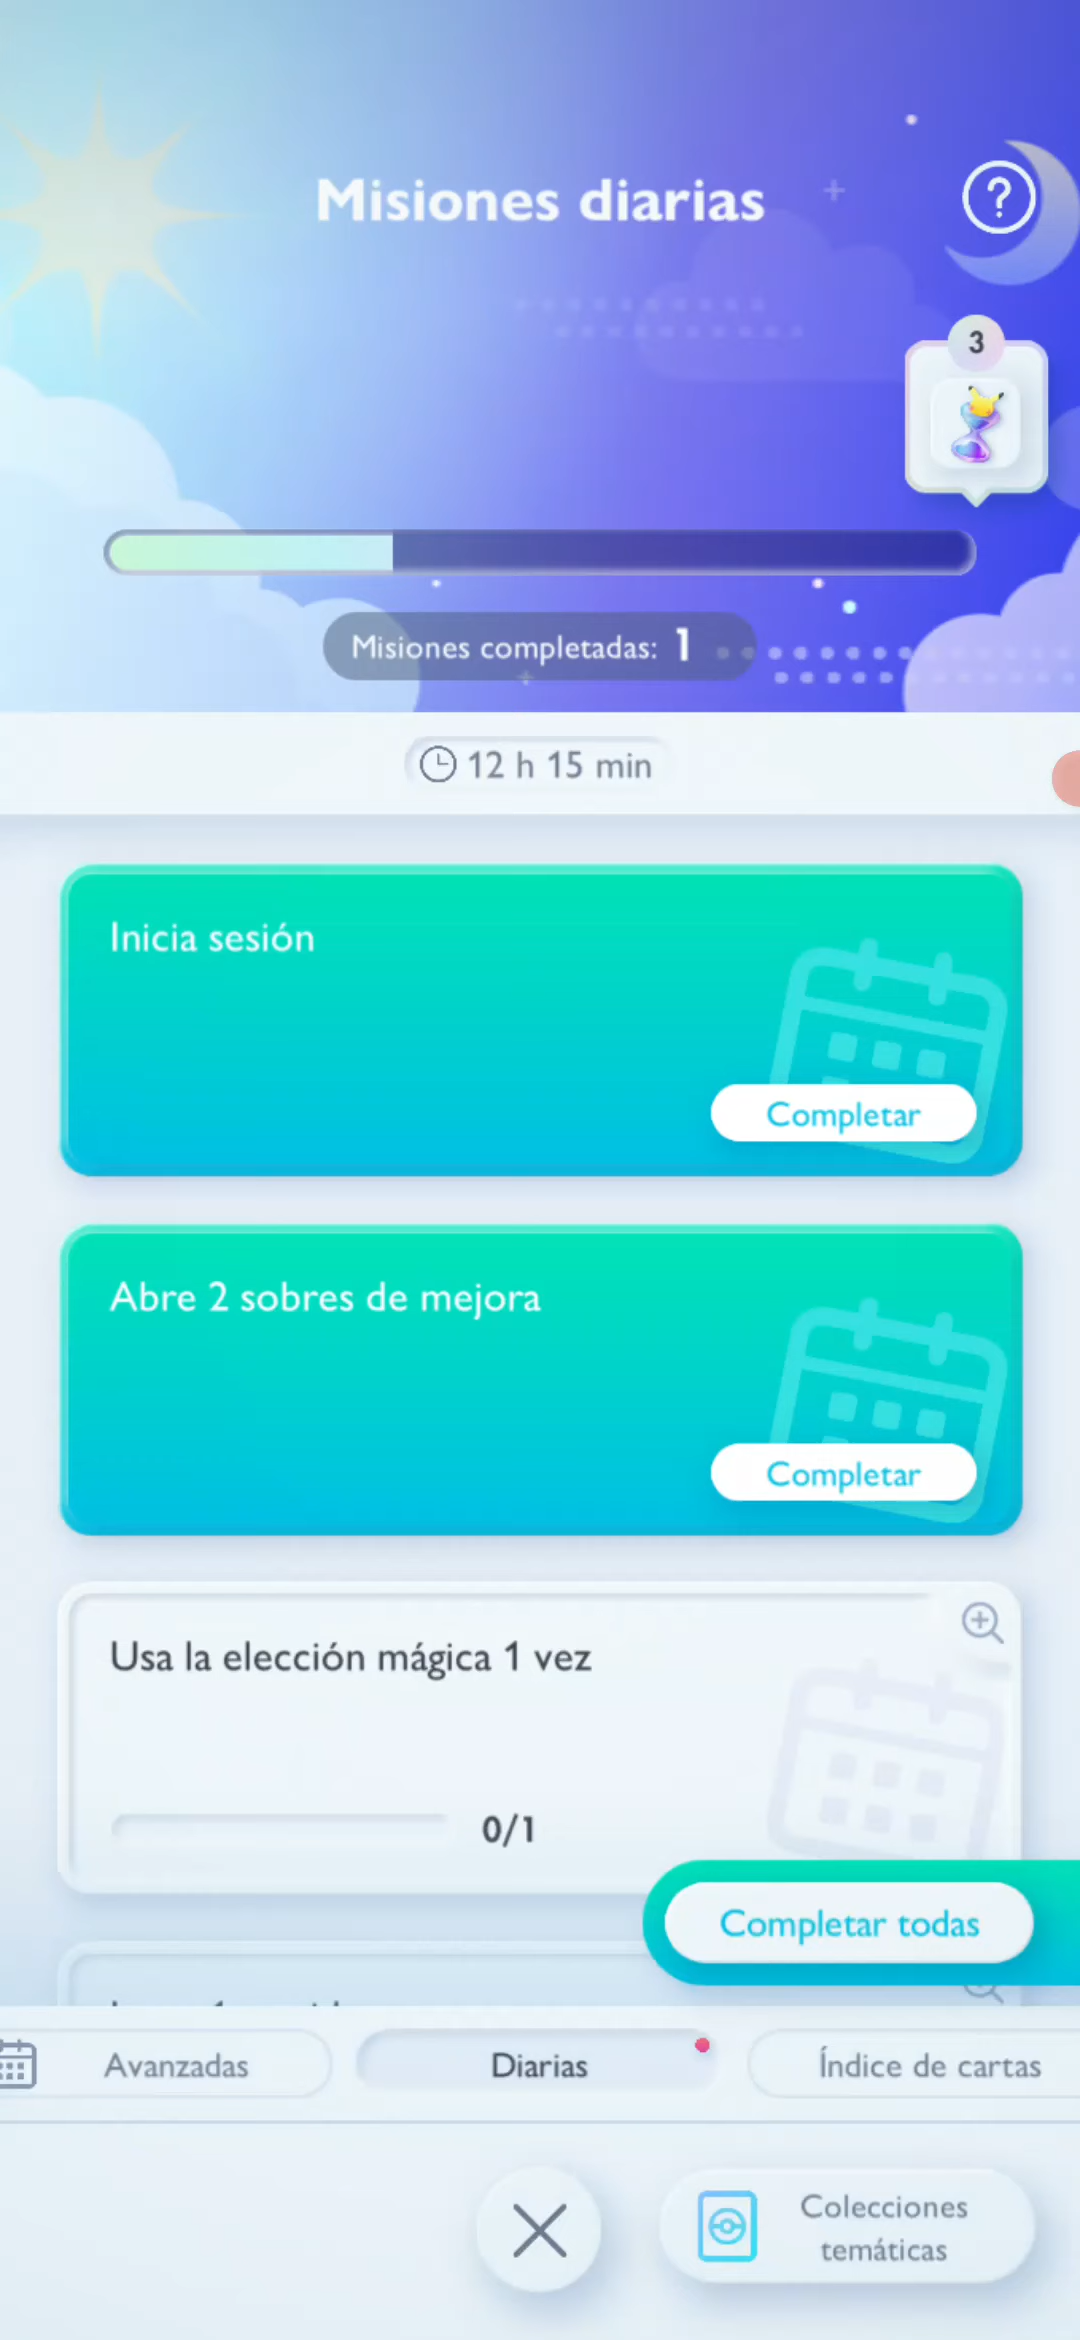 Misiones diarias
?
3
Misiones completadas: 1
12 h 15 min
Inicia sesión
Completar
Abre 2 sobres de mejora
Completar
Usa la elección mágica 1 vez
0/1
Completar todas
Avanzadas
Diarias
Índice de cartas
Colecciones
temáticas